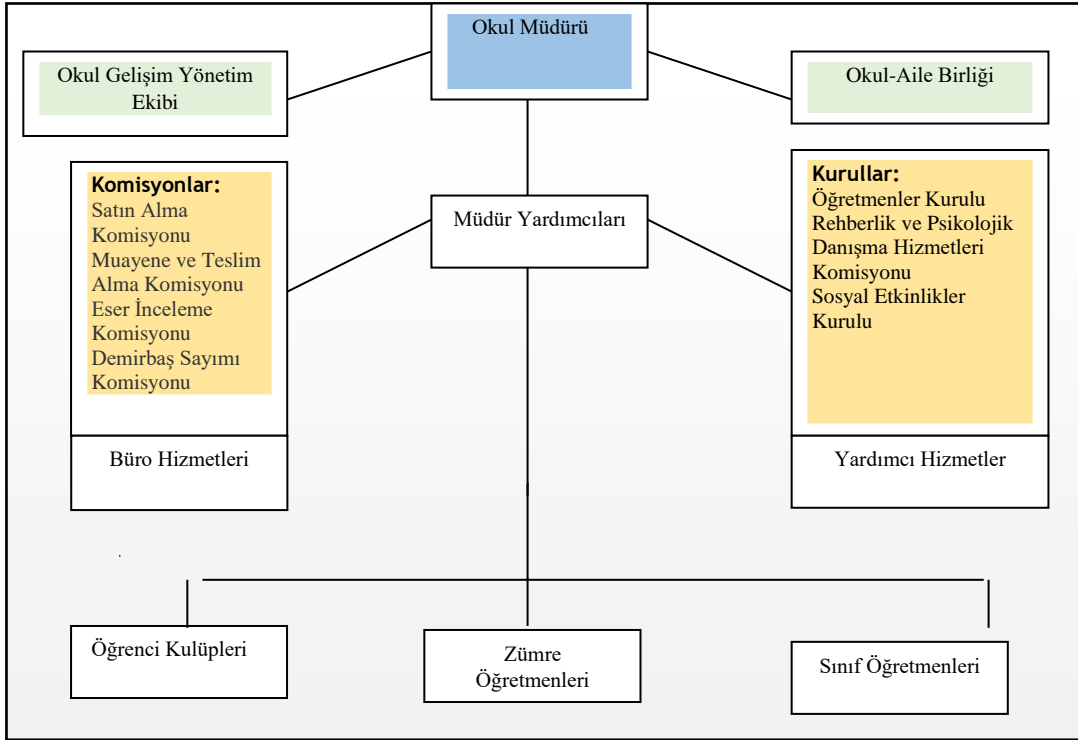 Okul Müdürü
Okul Gelişim Yönetim
Ekibi
Okul-Aile Birliği
Komisyonlar:
Satın Alma
Komisyonu
Muayene ve Teslim
Alma Komisyonu
Eser İnceleme
Komisyonu
Demirbaş Sayımı
Komisyonu
Müdür Yardımcıları
Kurullar:
Öğretmenler Kurulu
Rehberlik ve Psikolojik
Danışma Hizmetleri
Komisyonu
Sosyal Etkinlikler
Kurulu
Büro Hizmetleri
Yardımcı Hizmetler
Öğrenci Kulüpleri
Zümre
Öğretmenleri
Sınıf Öğretmenleri